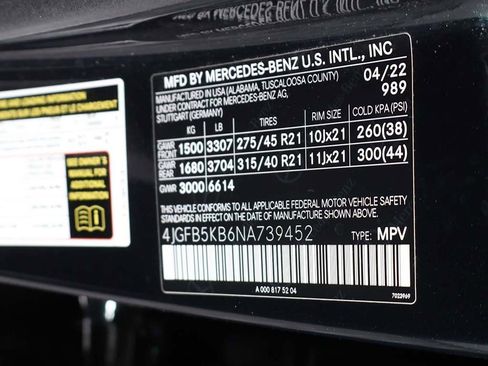 MFD BY MERCEDES-BENZ U.S. INTL., INC
MANUFACTURED IN USA (ALABAMA, TUSCALOOSA COUNTY)
UNDER CONTRACT FOR MERCEDES-BENZ AG,
STUTTGART (GERMANY)
04/22
989
KG LB TIRES RIM SIZE COLD KPA (PSI)
GAWR FRONT 1500 3307 275/45 R21 10Jx21 260(38)
GAWR REAR 1680 3704 315/40 R21 11Jx21 300(44)
GVWR 3000 6614
THIS VEHICLE CONFORMS TO ALL APPLICABLE FEDERAL MOTOR VEHICLE SAFETY
STANDARDS IN EFFECT ON THE DATE OF MANUFACTURE SHOWN ABOVE.
4JGFB5KB6NA739452 TYPE: MPV
A 000 817 52 04
7022969
SEE OWNER'S
MANUAL FOR
ADDITIONAL
INFORMATION